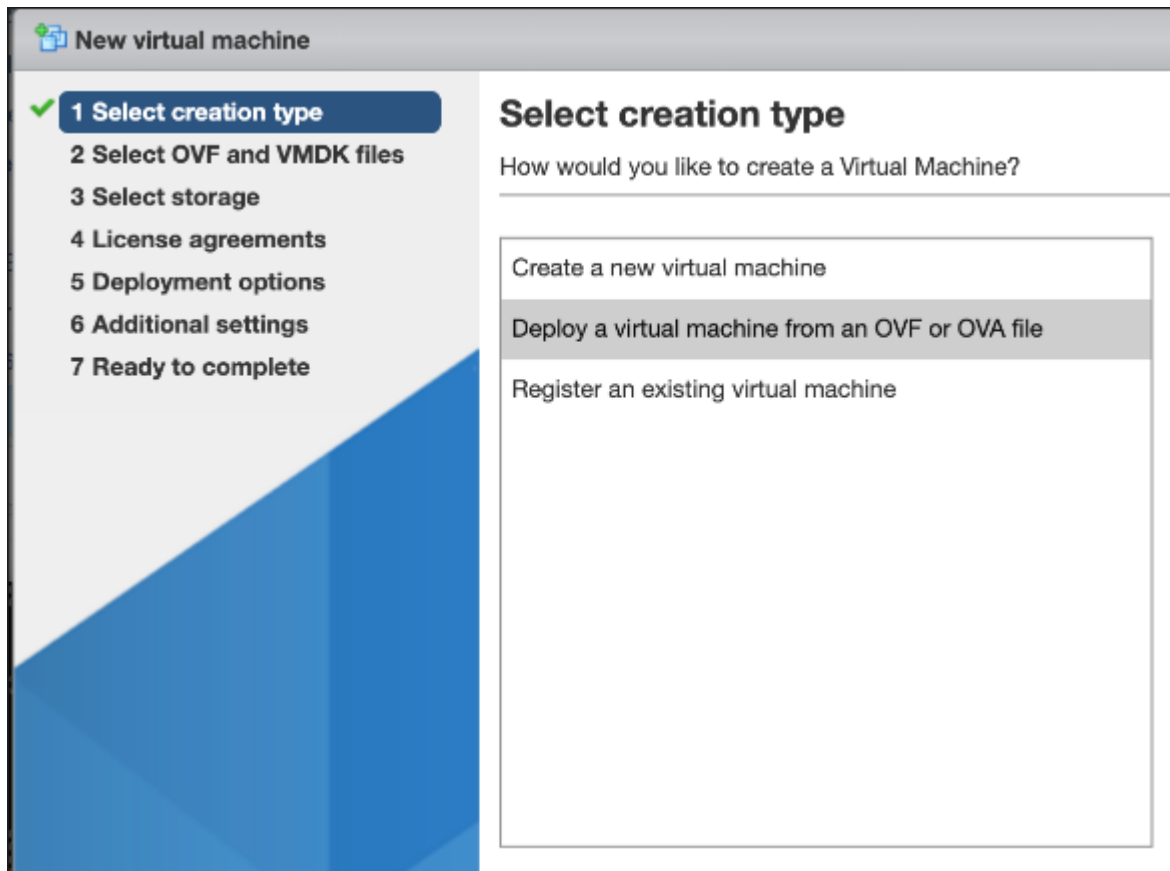 New virtual machine
1 Select creation type
2 Select OVF and VMDK files
3 Select storage
4 License agreements
5 Deployment options
6 Additional settings
7 Ready to complete
Select creation type
How would you like to create a Virtual Machine?
Create a new virtual machine
Deploy a virtual machine from an OVF or OVA file
Register an existing virtual machine